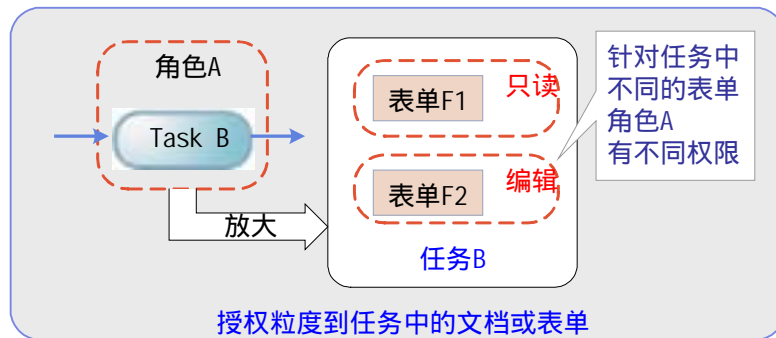 角色A
Task B
放大
表单F1
只读
表单F2
编辑
任务B
针对任务中
不同的表单
角色A
有不同权限
授权粒度到任务中的文档或表单